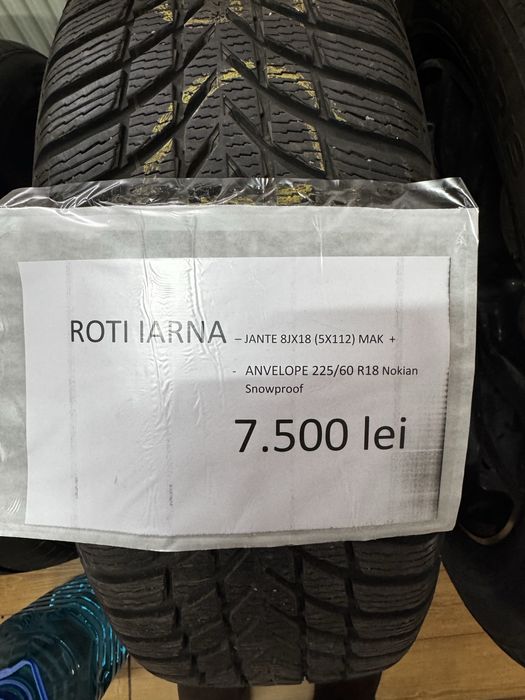 ROTI IARNA – JANTE 8JX18 (5X112) MAK +
- ANVELOPE 225/60 R18 Nokian
Snowproof
7.500 lei